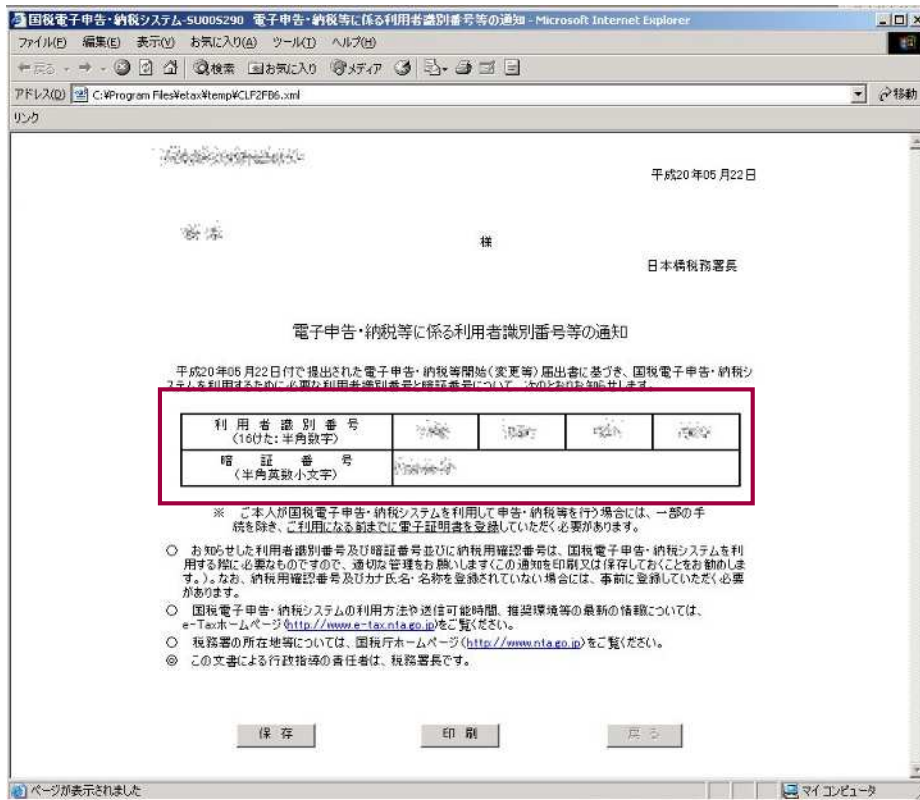 国税電子申告・納税システム-SU00S290 電子申告・納税等に係る利用者識別番号等の通知 - Microsoft Internet Explorer
ファイル(F) 編集(E) 表示(V) お気に入り(A) ツール(T) ヘルプ(H)
戻る 検索 お気に入り メディア
アドレス(D) C:¥Program Files¥etax¥temp¥CLF2FB6.xml 移動
リンク
平成20年05月22日
様
日本橋税務署長
電子申告・納税等に係る利用者識別番号等の通知
平成20年05月22日付で提出された電子申告・納税等開始(変更等)届出書に基づき、国税電子申告・納税シ
ステムを利用するために必要な利用者識別番号と暗証番号について、次のとおりお知らせします。
利用者識別番号
(16けた:半角数字)
暗証番号
(半角英数小文字)
※ ご本人が国税電子申告・納税システムを利用して申告・納税等を行う場合には、一部の手
続を除き、ご利用になる前までに電子証明書を登録していただく必要があります。
○ お知らせした利用者識別番号及び暗証番号並びに納税用確認番号は、国税電子申告・納税システムを利
用する際に必要なものですので、適切な管理をお願いします(この通知を印刷又は保存しておくことをお勧めしま
す。)。なお、納税用確認番号及びカナ氏名・名称を登録されていない場合には、事前に登録していただく必要
があります。
○ 国税電子申告・納税システムの利用方法や送信可能時間、推奨環境等の最新の情報については、
e-Taxホームページ(http://www.e-tax.nta.go.jp)をご覧ください。
○ 税務署の所在地等については、国税庁ホームページ(http://www.nta.go.jp)をご覧ください。
◎ この文書による行政指導の責任者は、税務署長です。
保存 印刷 戻る
ページが表示されました マイ コンピュータ